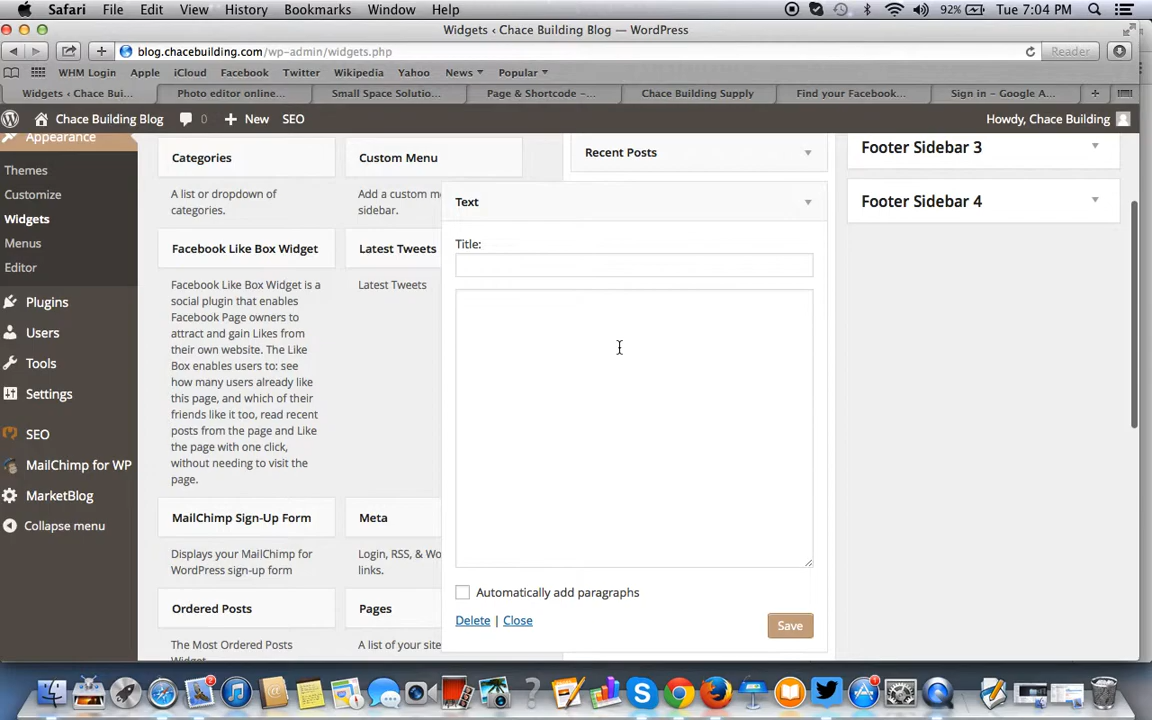 Safari File Edit View History Bookmarks Window Help 92% Tue 7:04 PM
Widgets ‹ Chace Building Blog — WordPress
blog.chacebuilding.com/wp-admin/widgets.php Reader
WHM Login Apple iCloud Facebook Twitter Wikipedia Yahoo News Popular
Widgets ‹ Chace Bui... Photo editor online... Small Space Solutio... Page & Shortcode –... Chace Building Supply Find your Facebook... Sign in – Google A...
Chace Building Blog 0 New SEO Howdy, Chace Building
Appearance
Themes
Customize
Widgets
Menus
Editor
Plugins
Users
Tools
Settings
SEO
MailChimp for WP
MarketBlog
Collapse menu
Categories
A list or dropdown of
categories.
Custom Menu
Add a custom m
sidebar.
Facebook Like Box Widget
Facebook Like Box Widget is a
social plugin that enables
Facebook Page owners to
attract and gain Likes from
their own website. The Like
Box enables users to: see
how many users already like
this page, and which of their
friends like it too, read recent
posts from the page and Like
the page with one click,
without needing to visit the
page.
Latest Tweets
Latest Tweets
MailChimp Sign-Up Form
Displays your MailChimp for
WordPress sign-up form
Meta
Login, RSS, & Wo
links.
Ordered Posts
The Most Ordered Posts
Widget
Pages
A list of your site
Recent Posts
Text
Title:
Automatically add paragraphs
Delete | Close
Save
Footer Sidebar 3
Footer Sidebar 4